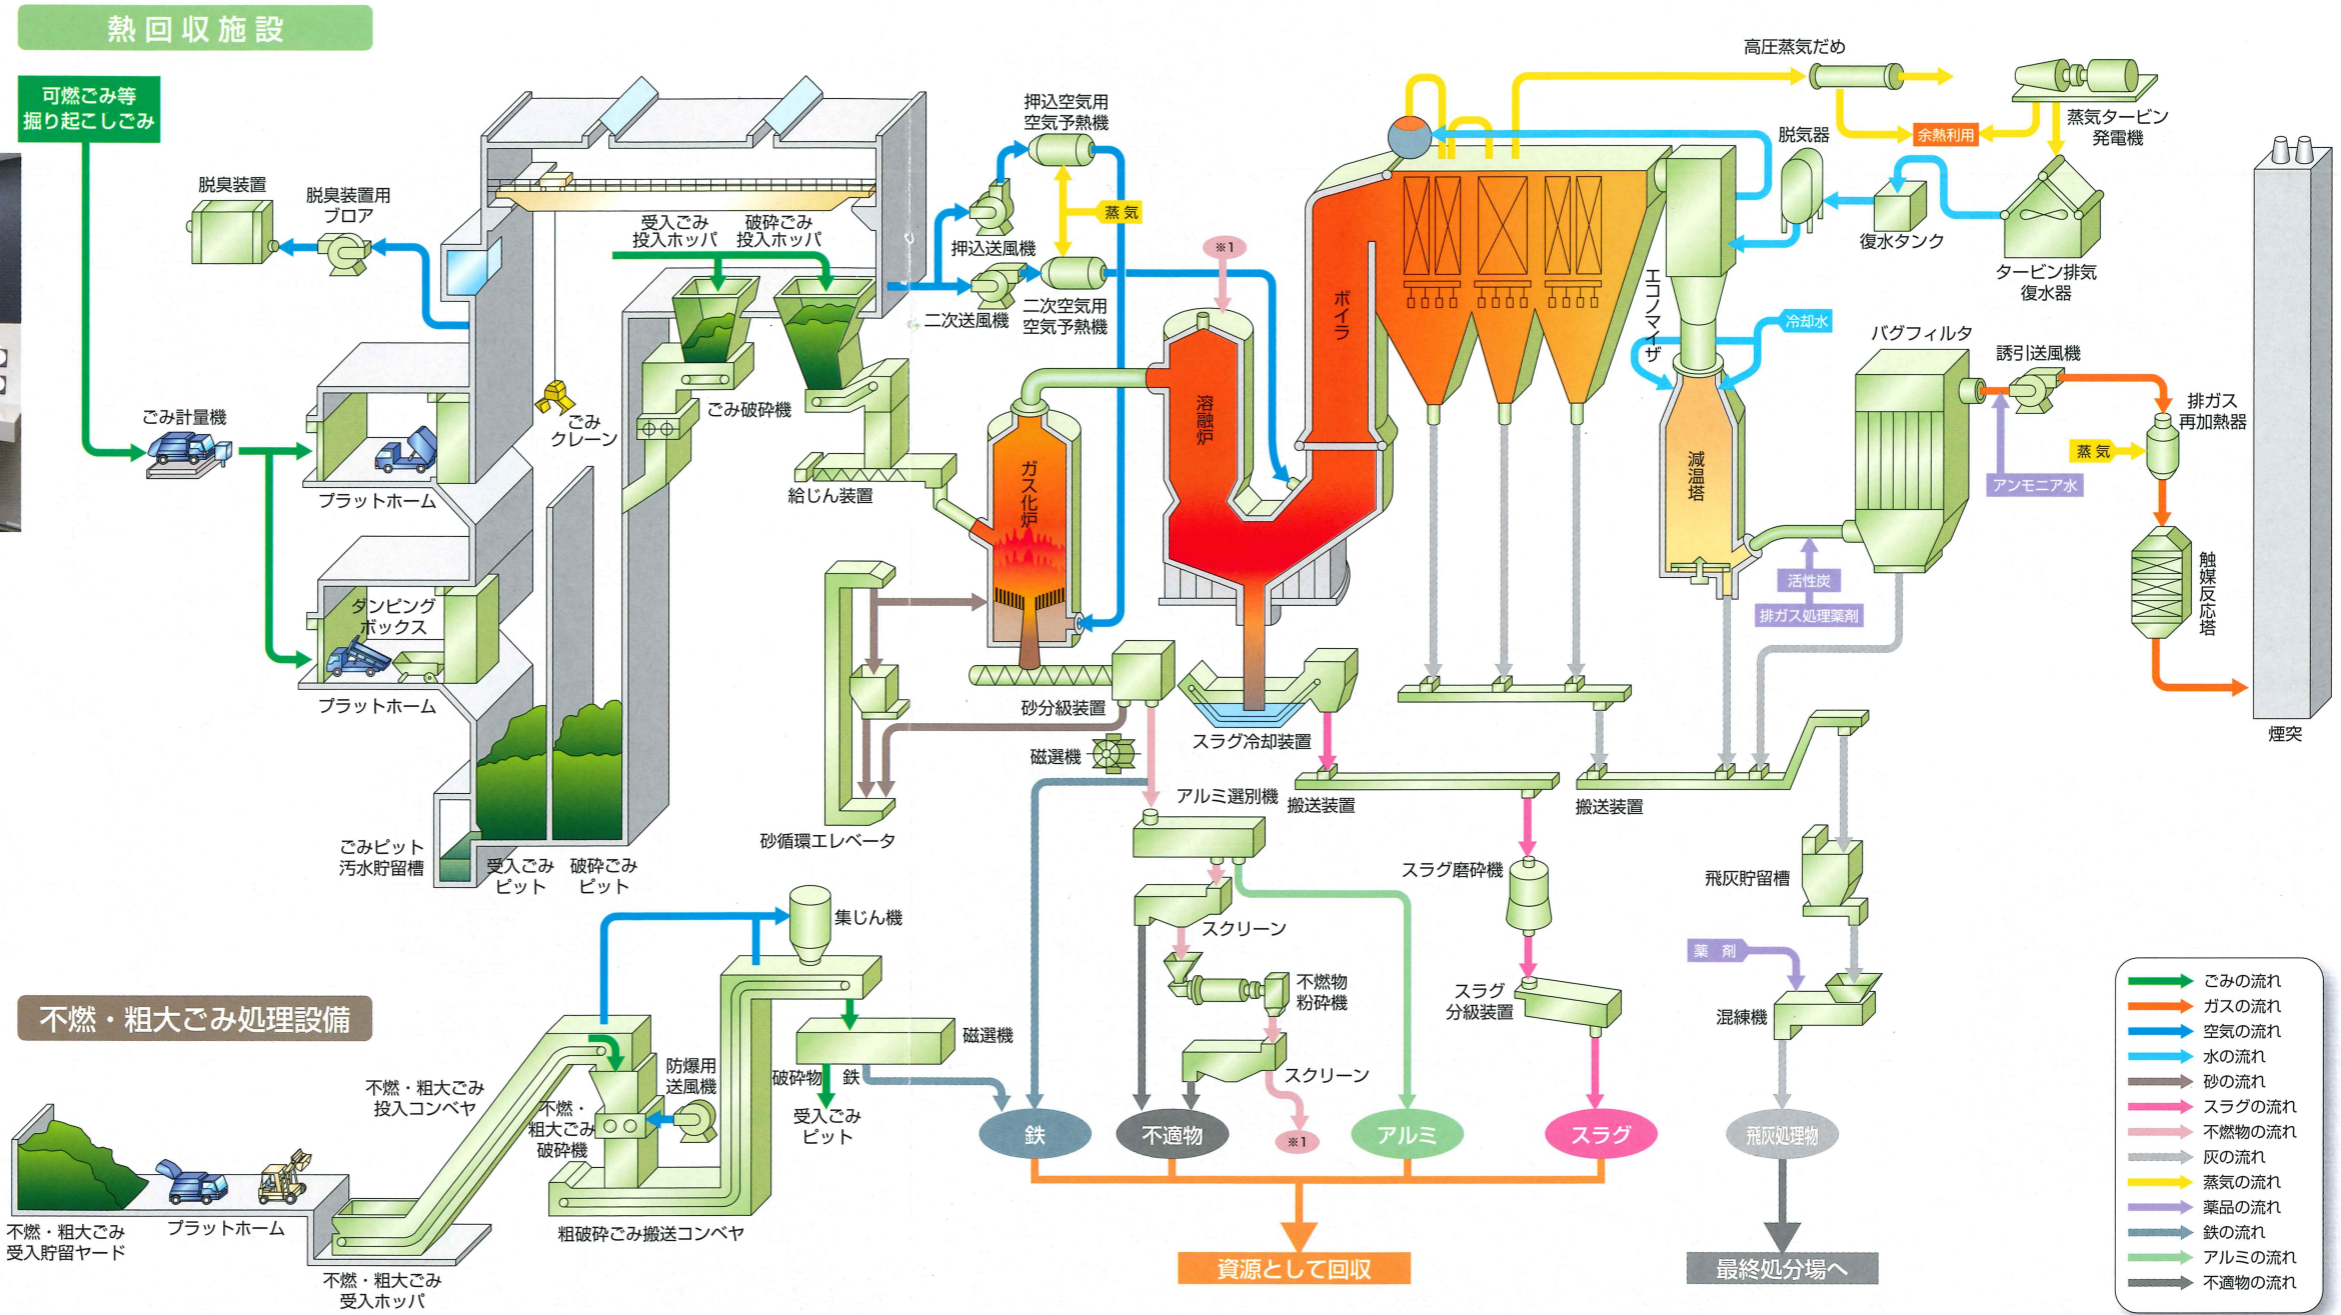 熱回収施設
可燃ごみ等
掘り起こしごみ
脱臭装置
脱臭装置用
ブロア
受入ごみ
投入ホッパ
破砕ごみ
投入ホッパ
押込空気用
空気予熱機
蒸気
押込送風機
二次送風機
二次空気用
空気予熱機
※1
高圧蒸気だめ
蒸気タービン
発電機
余熱利用
脱気器
復水タンク
タービン排気
復水器
ごみ計量機
プラットホーム
ごみ
クレーン
ごみ破砕機
給じん装置
ガス化炉
溶融炉
ボイラ
エコノマイザ
冷却水
減温塔
バグフィルタ
誘引送風機
アンモニア水
排ガス
再加熱器
蒸気
触媒反応塔
活性炭
排ガス処理薬剤
煙突
ダンピング
ボックス
プラットホーム
ごみピット
汚水貯留槽
受入ごみ
ピット
破砕ごみ
ピット
砂循環エレベータ
砂分級装置
磁選機
スラグ冷却装置
アルミ選別機
搬送装置
搬送装置
スクリーン
不燃物
粉砕機
スクリーン
スラグ磨砕機
スラグ
分級装置
飛灰貯留槽
薬剤
混練機
不燃・粗大ごみ処理設備
集じん機
磁選機
破砕物
鉄
受入ごみ
ピット
防爆用
送風機
不燃・粗大ごみ
投入コンベヤ
不燃・
粗大ごみ
破砕機
粗破砕ごみ搬送コンベヤ
不燃・粗大ごみ
受入貯留ヤード
プラットホーム
不燃・粗大ごみ
受入ホッパ
鉄
不適物
※1
アルミ
スラグ
飛灰処理物
資源として回収
最終処分場へ
ごみの流れ
ガスの流れ
空気の流れ
水の流れ
砂の流れ
スラグの流れ
不燃物の流れ
灰の流れ
蒸気の流れ
薬品の流れ
鉄の流れ
アルミの流れ
不適物の流れ